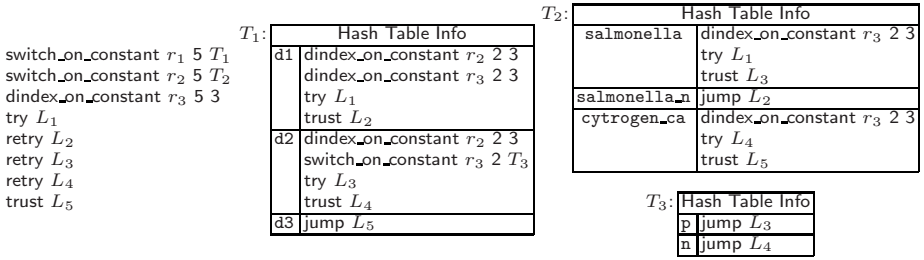 switch_on_constant r1 5 T1
switch_on_constant r2 5 T2
dindex_on_constant r3 5 3
try L1
retry L2
retry L3
retry L4
trust L5
T1: Hash Table Info
d1 dindex_on_constant r2 2 3
dindex_on_constant r3 2 3
try L1
trust L2
d2 dindex_on_constant r2 2 3
switch_on_constant r3 2 T3
try L3
trust L4
d3 jump L5
T2: Hash Table Info
salmonella dindex_on_constant r3 2 3
try L1
trust L3
salmonella_n jump L2
cytrogen_ca dindex_on_constant r3 2 3
try L4
trust L5
T3: Hash Table Info
p jump L3
n jump L4